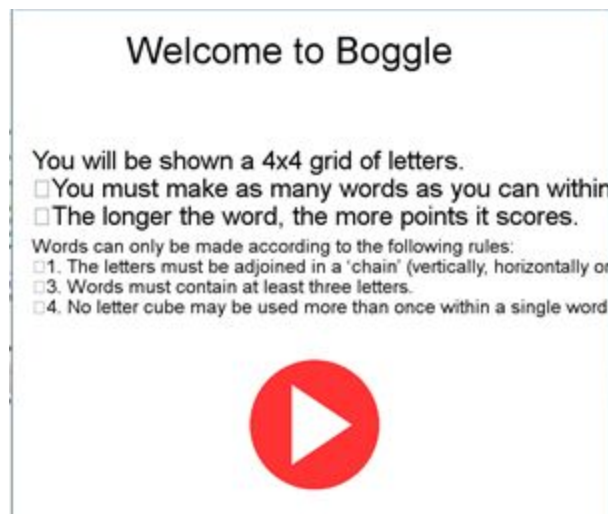 Welcome to Boggle
You will be shown a 4x4 grid of letters.
You must make as many words as you can within
The longer the word, the more points it scores.
Words can only be made according to the following rules:
1. The letters must be adjoined in a ‘chain’ (vertically, horizontally or
3. Words must contain at least three letters.
4. No letter cube may be used more than once within a single word